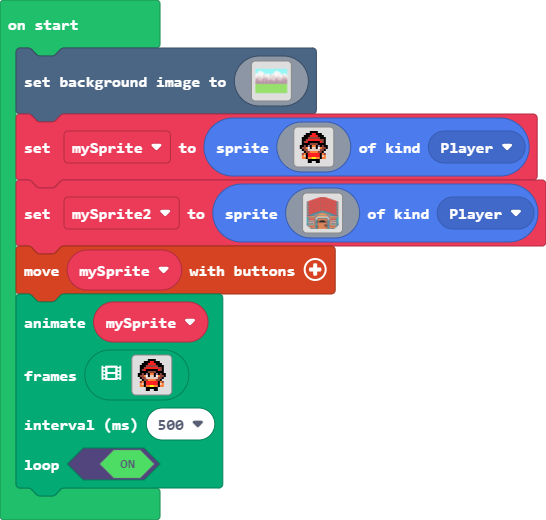 on start
set background image to
set mySprite to sprite of kind Player
set mySprite2 to sprite of kind Player
move mySprite with buttons
animate mySprite
frames
interval (ms) 500
loop ON